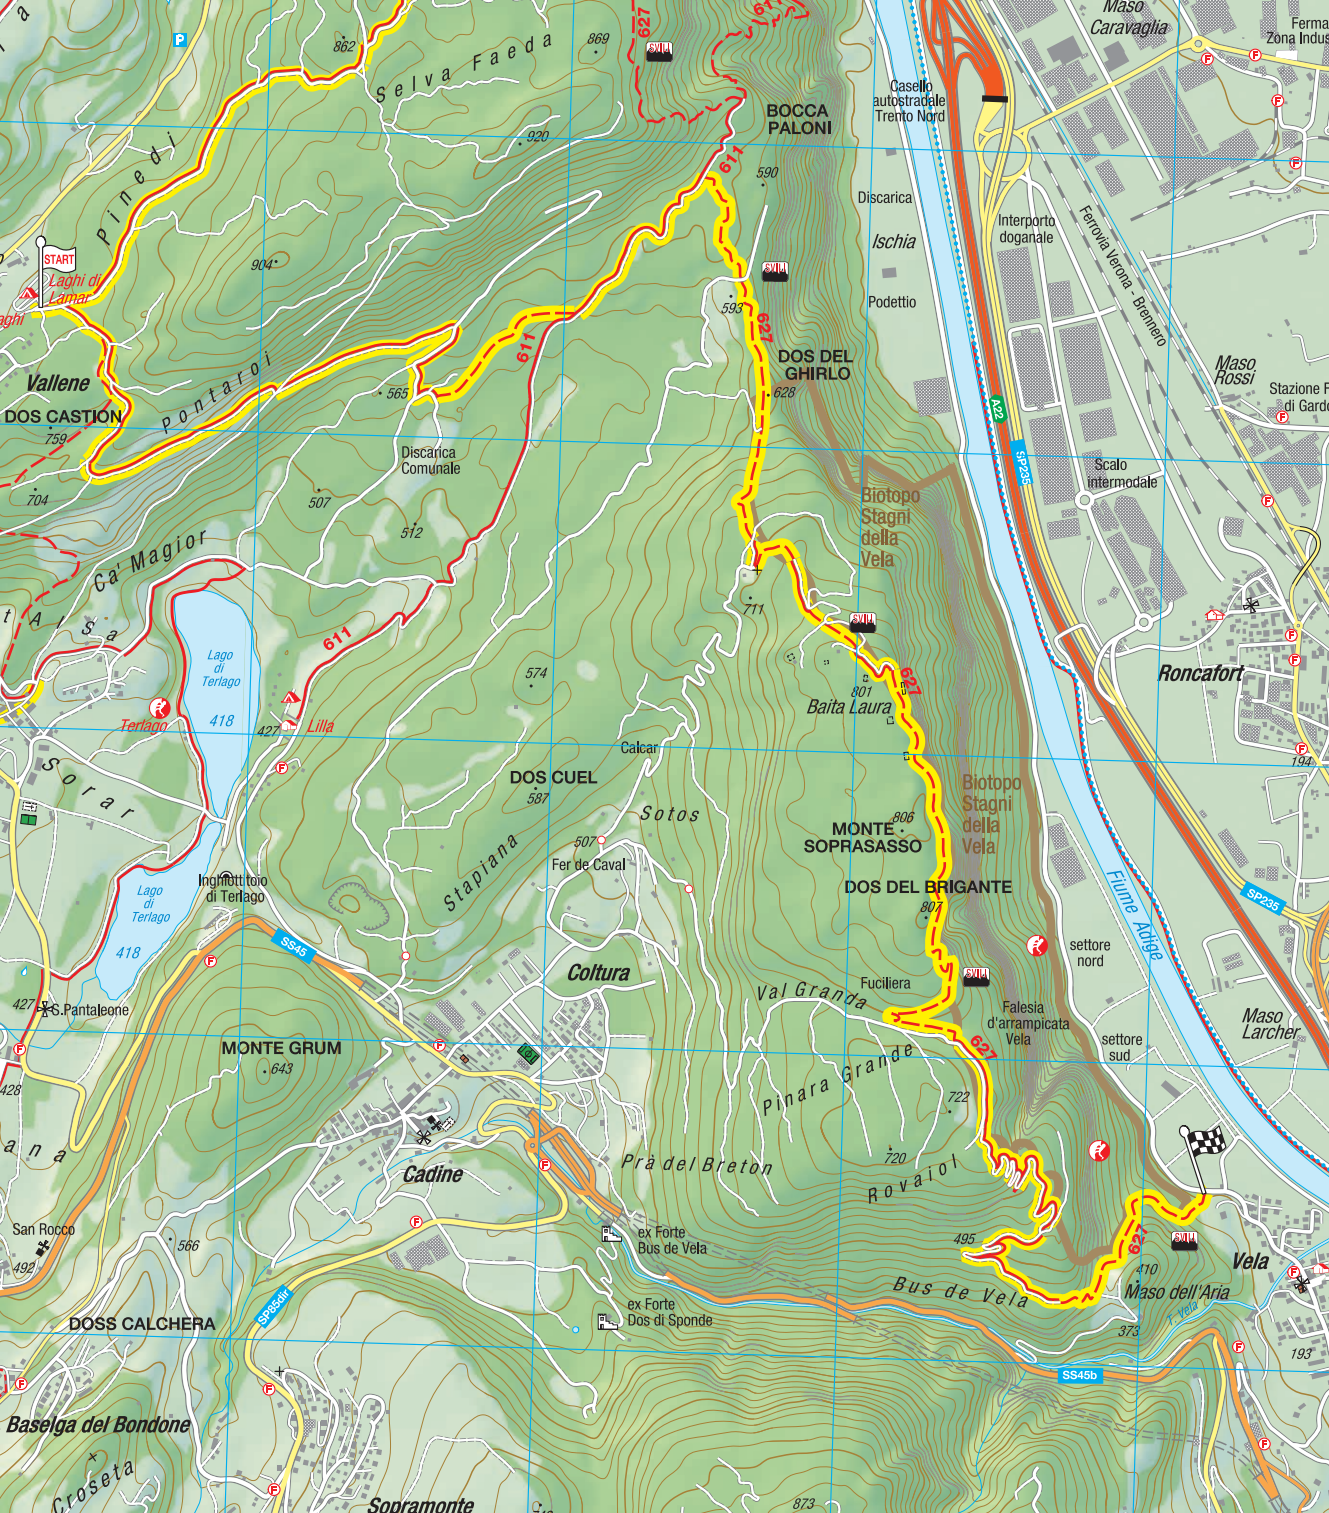 Maso
Caravaglia
Ferma
Zona Indus
P
862
Selva Faeda
869
627
611
Casello
autostradale
Trento Nord
BOCCA
PALONI
920
611
590
Pinedi
Discarica
Ischia
Interporto
doganale
Ferrovia Verona - Brennero
START
Laghi di
Lamar
aghi
904
593
627
Podettio
611
Vallene
DOS CASTION
759
Pontaroi
565
DOS DEL
GHIRLO
628
Maso
Rossi
Stazione F
di Gardo
A22
SP235
Discarica
Comunale
Scalo
intermodale
704
507
512
Biotopo
Stagni
della
Vela
Ca' Magior
t Alsa
611
711
Lago
di
Terlago
418
574
627
801
Baita Laura
Roncafort
Terlago
427
Lilla
Calcar
194
Sorar
DOS CUEL
587
Sotos
Biotopo
Stagni
della
Vela
806
MONTE
SOPRASASSO
507
Fer de Caval
Stapiana
Inghiottitoio
di Terlago
Lago
di
Terlago
418
DOS DEL BRIGANTE
807
SP235
Fiume Adige
SS45
settore
nord
Coltura
Val Granda
Fuciliera
427
S.Pantaleone
Falesia
d'arrampicata
Vela
Maso
Larcher
settore
sud
MONTE GRUM
643
627
Pinara Grande
428
722
ana
Cadine
Prà del Breton
720
Rovaiol
San Rocco
492
566
ex Forte
Bus de Vela
495
627
Vela
410
Maso dell'Aria
Bus de Vela
T. Vela
SP85dir
ex Forte
Dos di Sponde
DOSS CALCHERA
373
193
SS45b
Baselga del Bondone
Croseta
Sopramonte
873